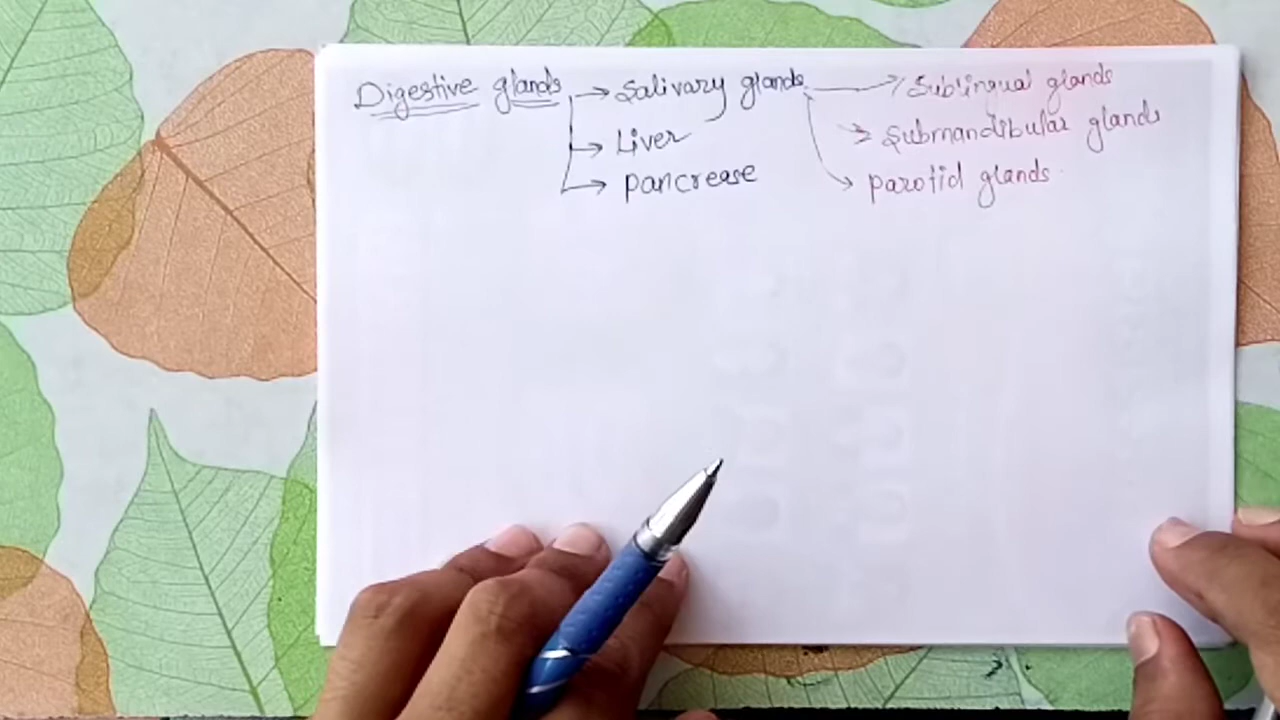 Digestive glands → Salivary glands → Sublingual glands
→ Liver → Submandibular glands
→ Pancrease → Parotid glands